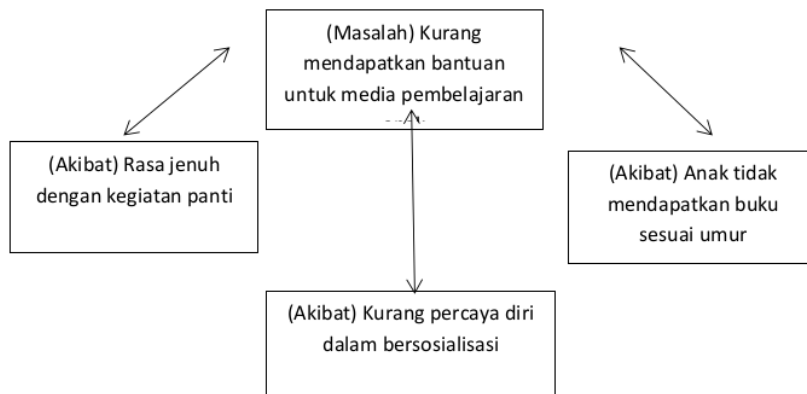 (Masalah) Kurang
mendapatkan bantuan
untuk media pembelajaran
(Akibat) Rasa jenuh
dengan kegiatan panti
(Akibat) Anak tidak
mendapatkan buku
sesuai umur
(Akibat) Kurang percaya diri
dalam bersosialisasi